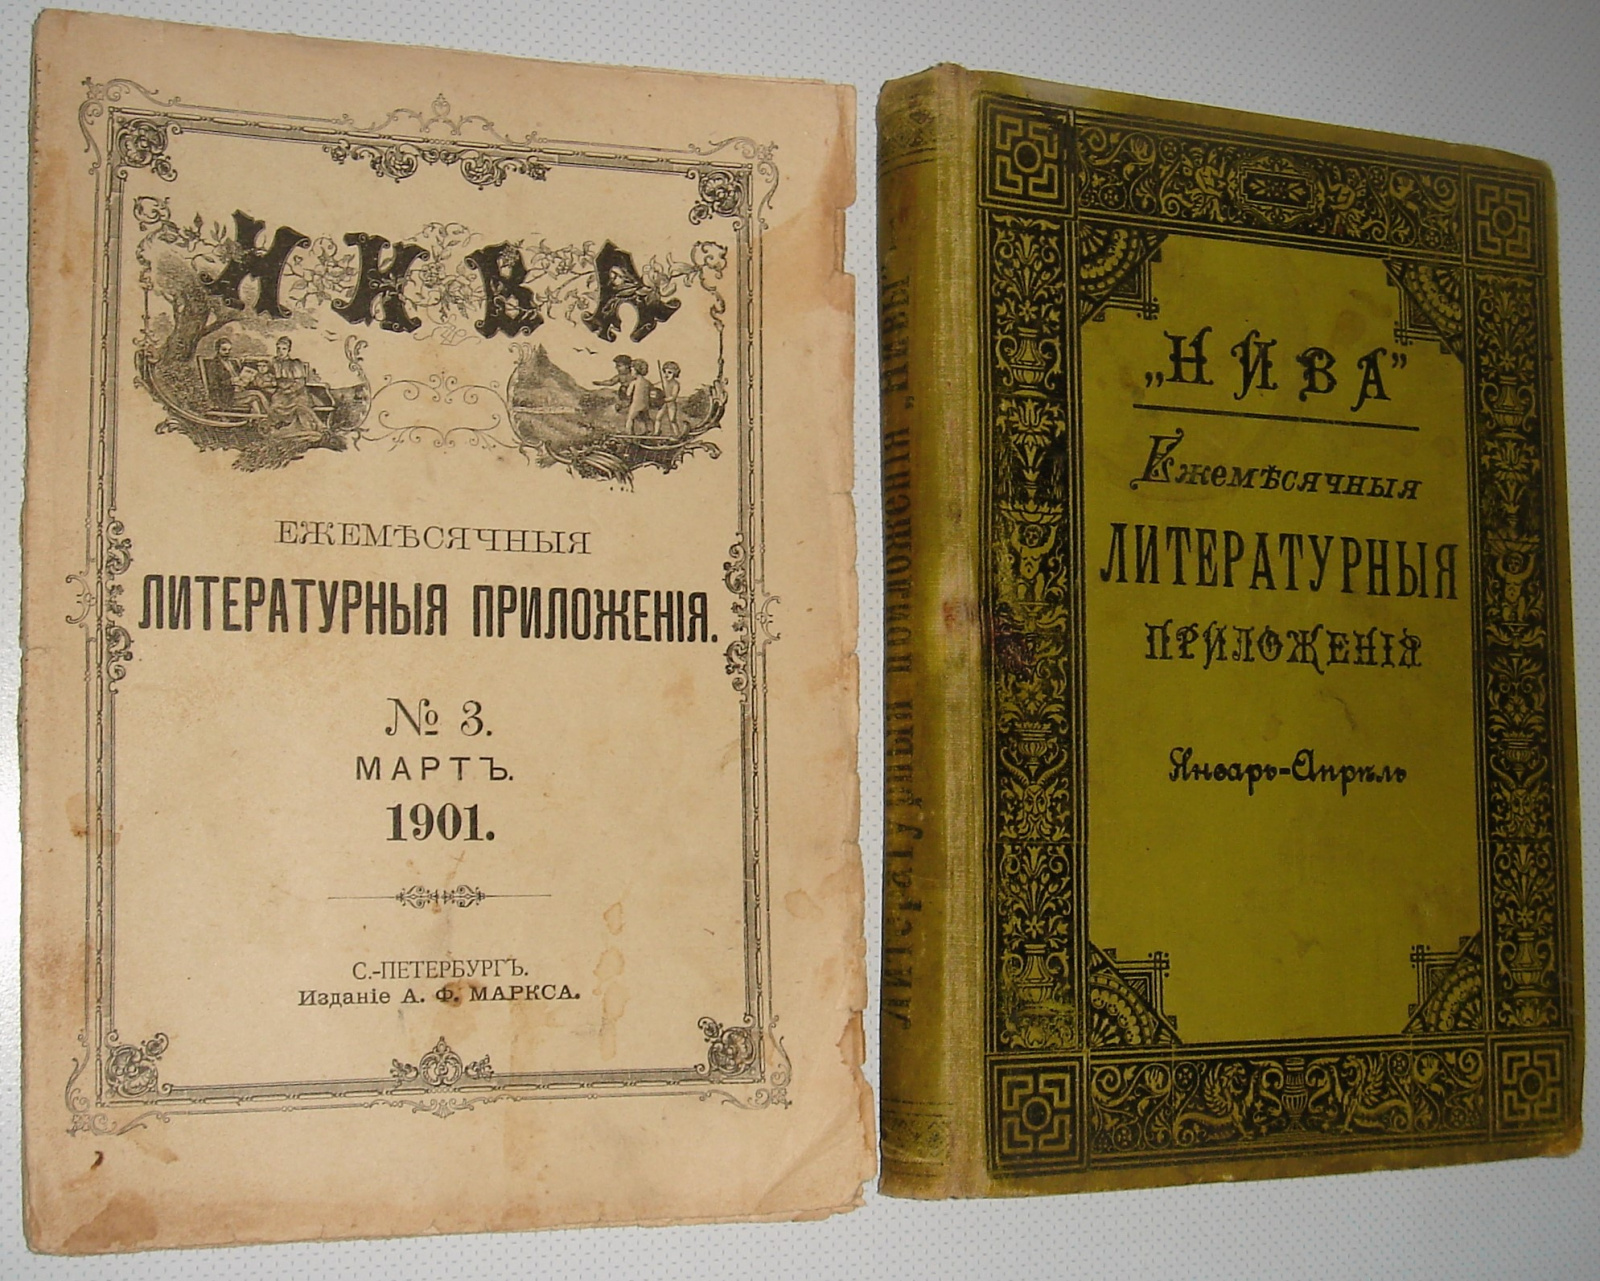 НИВА
ЕЖЕМѢСЯЧНЫЯ
ЛИТЕРАТУРНЫЯ ПРИЛОЖЕНІЯ.
№ 3.
МАРТЪ.
1901.
С.-ПЕТЕРБУРГЪ.
Изданіе А. Ф. МАРКСА.
Литературныя приложенія „НИВЫ"
„НИВА"
Ежемѣсячныя
ЛИТЕРАТУРНЫЯ
ПРИЛОЖЕНІЯ
Январь-Апрѣль